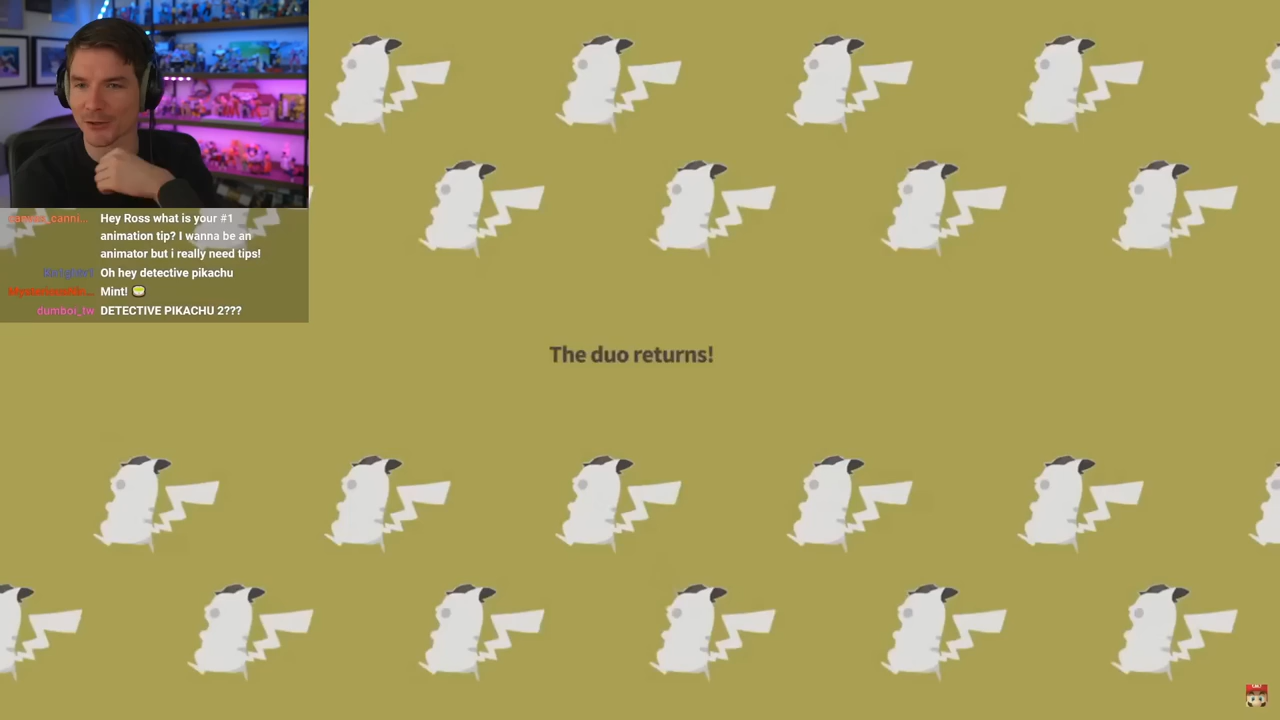 Hey Ross what is your #1
animation tip? I wanna be an
animator but i really need tips!
Oh hey detective pikachu
Mint!
dumboi_lw DETECTIVE PIKACHU 2???
The duo returns!